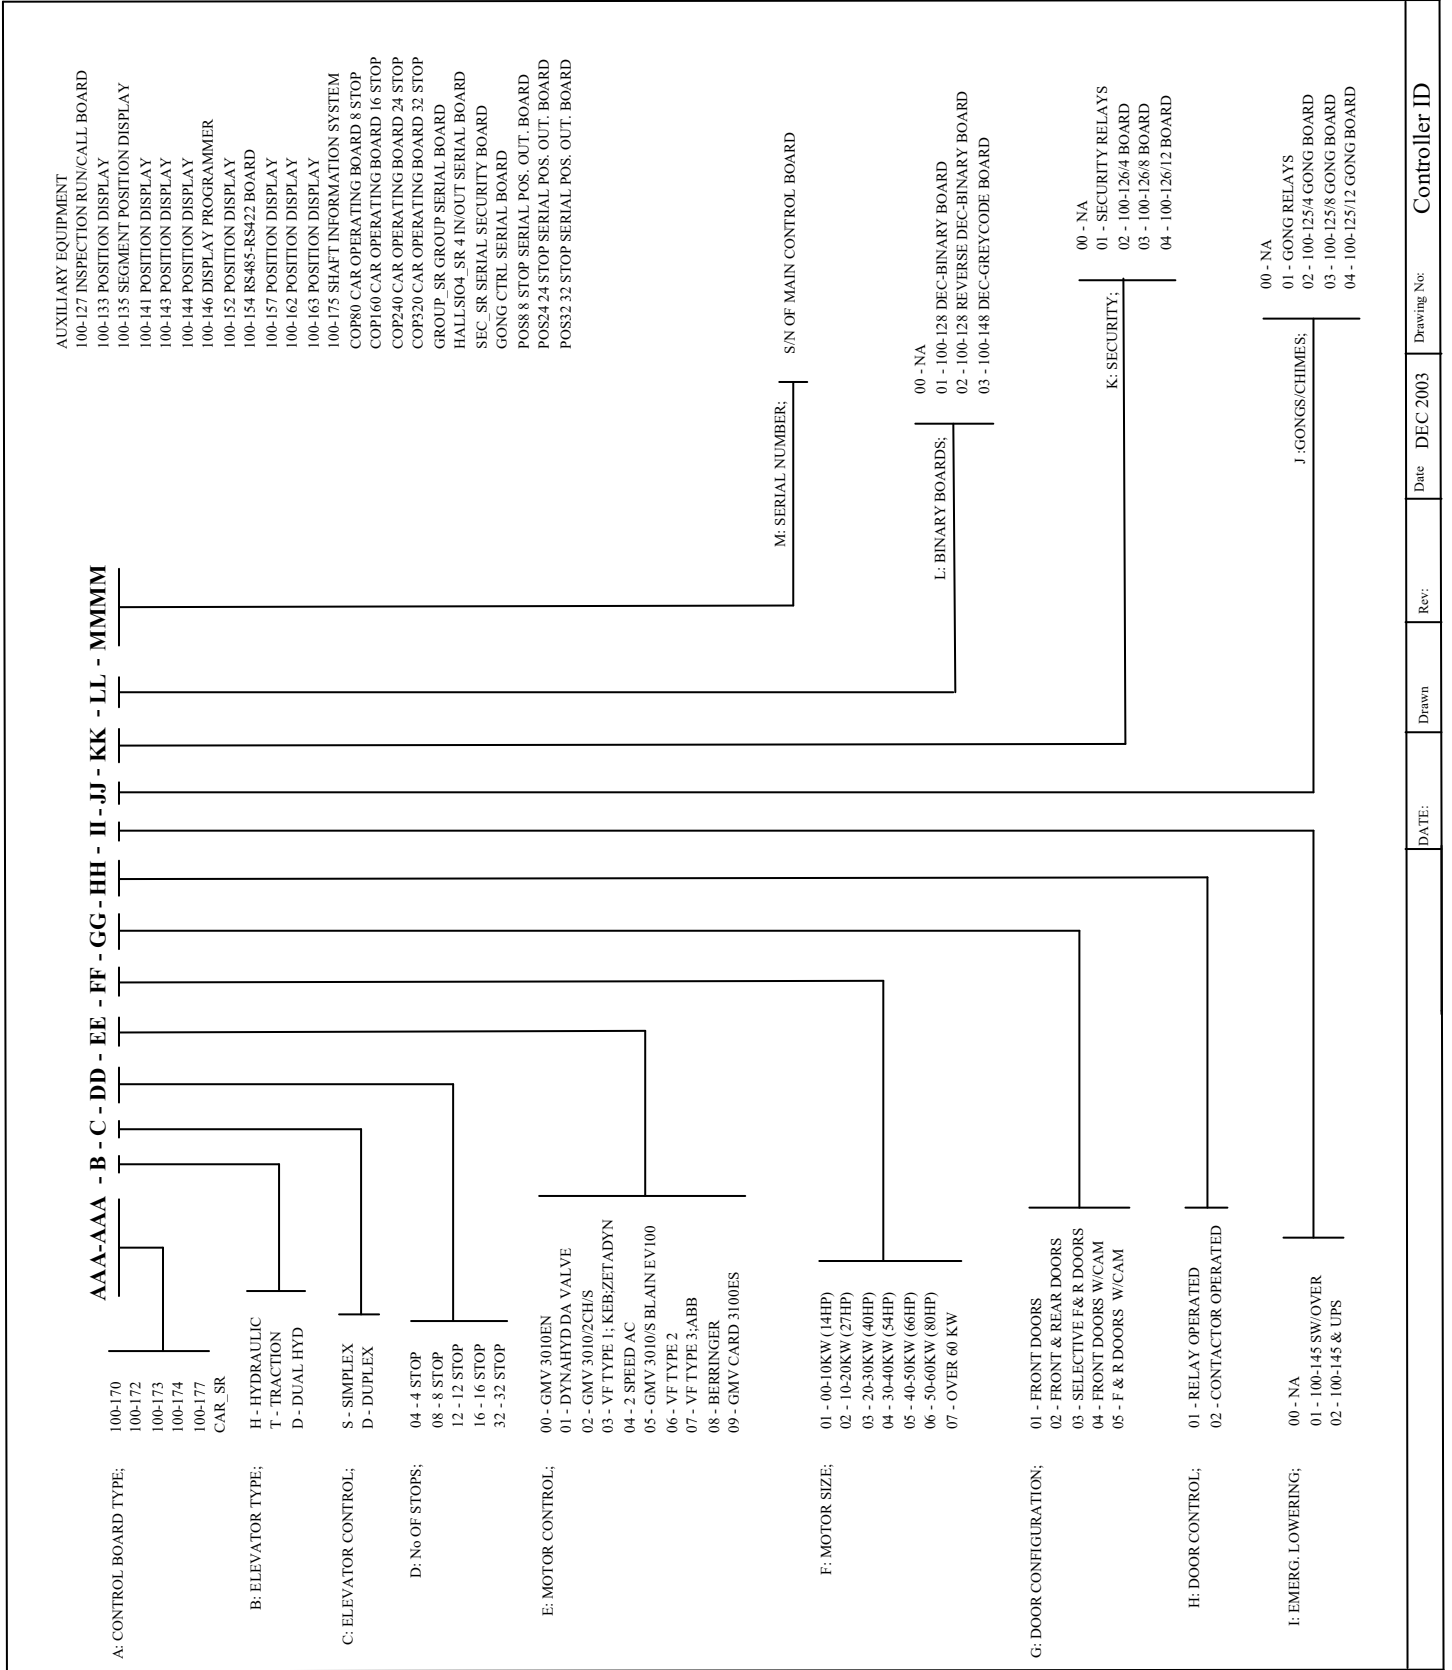 AAA-AAA - B - C - DD - EE - FF - GG - HH - II - JJ - KK - LL - MMMM
A: CONTROL BOARD TYPE;
100-170
100-172
100-173
100-174
100-177
CAR_SR
B: ELEVATOR TYPE;
H - HYDRAULIC
T - TRACTION
D - DUAL HYD
C: ELEVATOR CONTROL;
S - SIMPLEX
D - DUPLEX
D: No OF STOPS;
04 - 4 STOP
08 - 8 STOP
12 - 12 STOP
16 - 16 STOP
32 - 32 STOP
E: MOTOR CONTROL;
00 - GMV 3010EN
01 - DYNAHYD DA VALVE
02 - GMV 3010/2CH/S
03 - VF TYPE 1; KEB;ZETADYN
04 - 2 SPEED AC
05 - GMV 3010/S BLAIN EV100
06 - VF TYPE 2
07 - VF TYPE 3;ABB
08 - BERRINGER
09 - GMV CARD 3100ES
F: MOTOR SIZE;
01 - 00-10KW (14HP)
02 - 10-20KW (27HP)
03 - 20-30KW (40HP)
04 - 30-40KW (54HP)
05 - 40-50KW (66HP)
06 - 50-60KW (80HP)
07 - OVER 60 KW
G: DOOR CONFIGURATION;
01 - FRONT DOORS
02 - FRONT & REAR DOORS
03 - SELECTIVE F& R DOORS
04 - FRONT DOORS W/CAM
05 - F & R DOORS W/CAM
H: DOOR CONTROL;
01 - RELAY OPERATED
02 - CONTACTOR OPERATED
I: EMERG. LOWERING;
00 - NA
01 - 100-145 SW/OVER
02 - 100-145 & UPS
AUXILIARY EQUIPMENT
100-127 INSPECTION RUN/CALL BOARD
100-133 POSITION DISPLAY
100-135 SEGMENT POSITION DISPLAY
100-141 POSITION DISPLAY
100-143 POSITION DISPLAY
100-144 POSITION DISPLAY
100-146 DISPLAY PROGRAMMER
100-152 POSITION DISPLAY
100-154 RS485-RS422 BOARD
100-157 POSITION DISPLAY
100-162 POSITION DISPLAY
100-163 POSITION DISPLAY
100-175 SHAFT INFORMATION SYSTEM
COP80 CAR OPERATING BOARD 8 STOP
COP160 CAR OPERATING BOARD 16 STOP
COP240 CAR OPERATING BOARD 24 STOP
COP320 CAR OPERATING BOARD 32 STOP
GROUP_SR GROUP SERIAL BOARD
HALLSIO4_SR 4 IN/OUT SERIAL BOARD
SEC_SR SERIAL SECURITY BOARD
GONG CTRL SERIAL BOARD
POS8 8 STOP SERIAL POS. OUT. BOARD
POS24 24 STOP SERIAL POS. OUT. BOARD
POS32 32 STOP SERIAL POS. OUT. BOARD
M: SERIAL NUMBER;
S/N OF MAIN CONTROL BOARD
L: BINARY BOARDS;
00 - NA
01 - 100-128 DEC-BINARY BOARD
02 - 100-128 REVERSE DEC-BINARY BOARD
03 - 100-148 DEC-GREYCODE BOARD
K: SECURITY;
00 - NA
01 - SECURITY RELAYS
02 - 100-126/4 BOARD
03 - 100-126/8 BOARD
04 - 100-126/12 BOARD
J :GONGS/CHIMES;
00 - NA
01 - GONG RELAYS
02 - 100-125/4 GONG BOARD
03 - 100-125/8 GONG BOARD
04 - 100-125/12 GONG BOARD
DATE:
Drawn
Rev:
Date DEC 2003
Drawing No: Controller ID